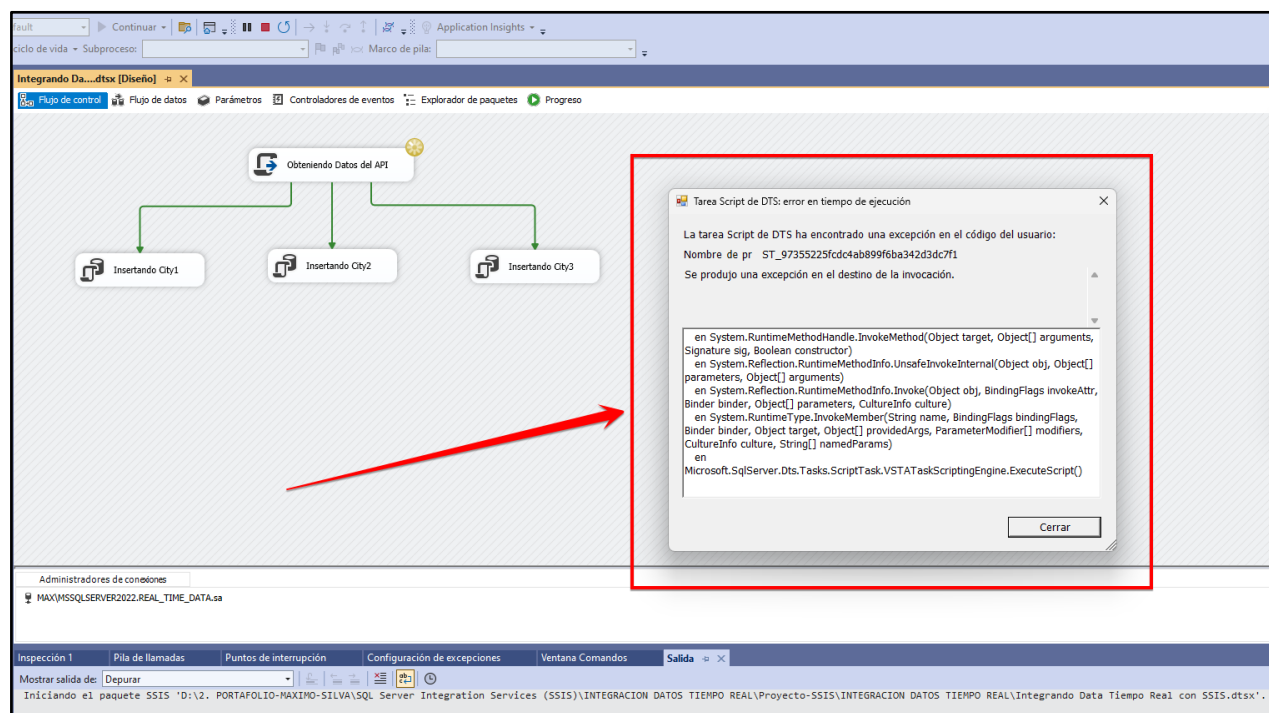 fault Continuar Application Insights
ciclo de vida Subproceso: Marco de pila:
Integrando Da....dtsx [Diseño]
Flujo de control Flujo de datos Parámetros Controladores de eventos Explorador de paquetes Progreso
Obteniendo Datos del API
Insertando City1
Insertando City2
Insertando City3
Tarea Script de DTS: error en tiempo de ejecución
La tarea Script de DTS ha encontrado una excepción en el código del usuario:
Nombre de pr ST_97355225fcdc4ab899f6ba342d3dc7f1
Se produjo una excepción en el destino de la invocación.
en System.RuntimeMethodHandle.InvokeMethod(Object target, Object[] arguments,
Signature sig, Boolean constructor)
en System.Reflection.RuntimeMethodInfo.UnsafeInvokeInternal(Object obj, Object[]
parameters, Object[] arguments)
en System.Reflection.RuntimeMethodInfo.Invoke(Object obj, BindingFlags invokeAttr,
Binder binder, Object[] parameters, CultureInfo culture)
en System.RuntimeType.InvokeMember(String name, BindingFlags bindingFlags,
Binder binder, Object target, Object[] providedArgs, ParameterModifier[] modifiers,
CultureInfo culture, String[] namedParams)
en
Microsoft.SqlServer.Dts.Tasks.ScriptTask.VSTATaskScriptingEngine.ExecuteScript()
Cerrar
Administradores de conexiones
MAX\MSSQLSERVER2022.REAL_TIME_DATA.sa
Inspección 1 Pila de llamadas Puntos de interrupción Configuración de excepciones Ventana Comandos Salida
Mostrar salida de: Depurar
Iniciando el paquete SSIS 'D:\2. PORTAFOLIO-MAXIMO-SILVA\SQL Server Integration Services (SSIS)\INTEGRACION DATOS TIEMPO REAL\Proyecto-SSIS\INTEGRACION DATOS TIEMPO REAL\Integrando Data Tiempo Real con SSIS.dtsx'.